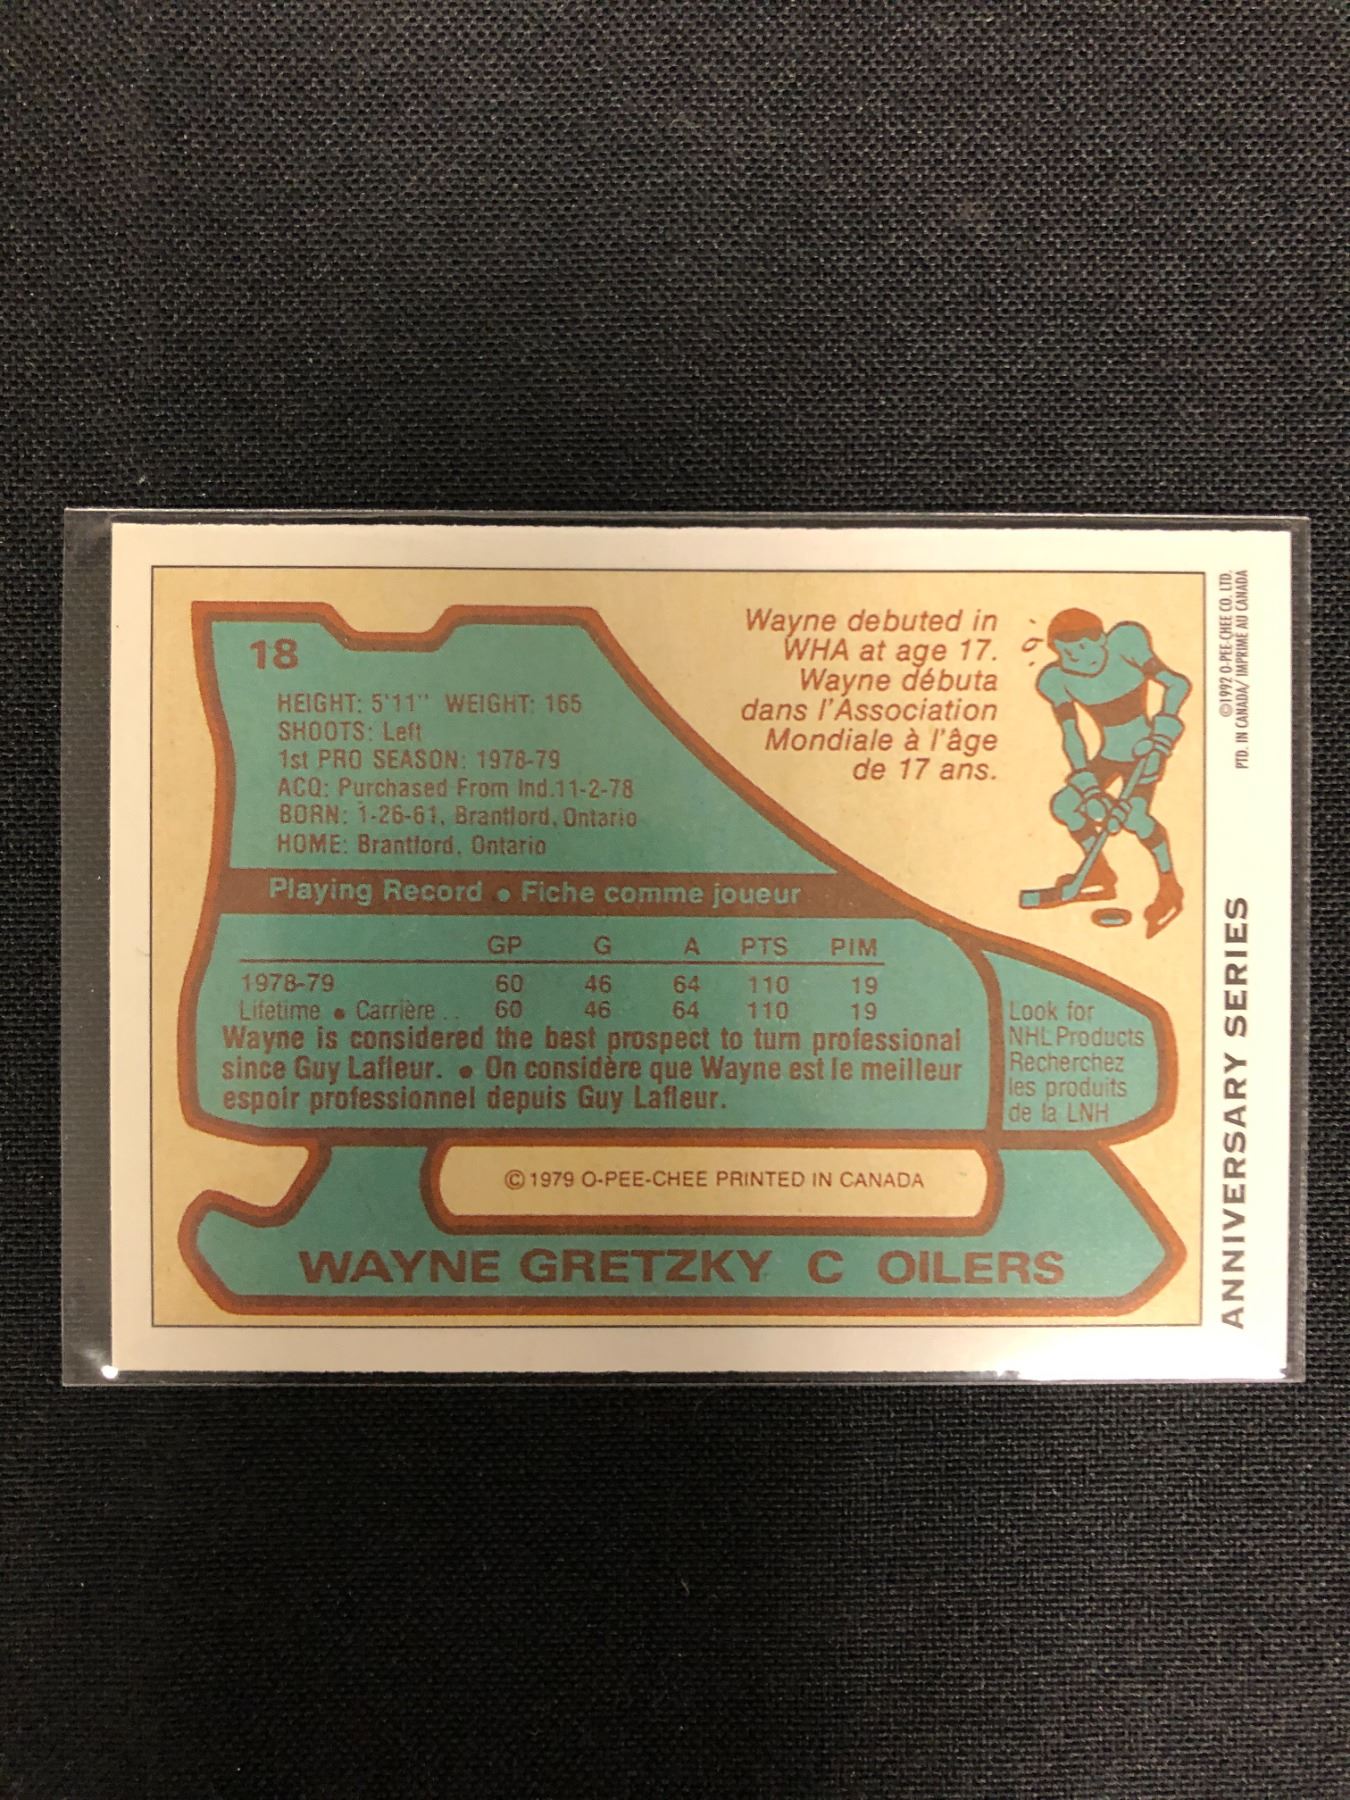 18
HEIGHT: 5'11" WEIGHT: 165
SHOOTS: Left
1st PRO SEASON: 1978-79
ACQ: Purchased From Ind.11-2-78
BORN: 1-26-61, Brantford, Ontario
HOME: Brantford, Ontario
Wayne debuted in
WHA at age 17.
Wayne débuta
dans l'Association
Mondiale à l'âge
de 17 ans.
Playing Record • Fiche comme joueur
GP G A PTS PIM
1978-79 60 46 64 110 19
Lifetime • Carrière .. 60 46 64 110 19
Wayne is considered the best prospect to turn professional
since Guy Lafleur. • On considère que Wayne est le meilleur
espoir professionnel depuis Guy Lafleur.
Look for
NHL Products
Recherchez
les produits
de la LNH
©1979 O-PEE-CHEE PRINTED IN CANADA
WAYNE GRETZKY C OILERS
©1992 O-PEE-CHEE CO. LTD.
PTD. IN CANADA/IMPRIME AU CANADA
ANNIVERSARY SERIES